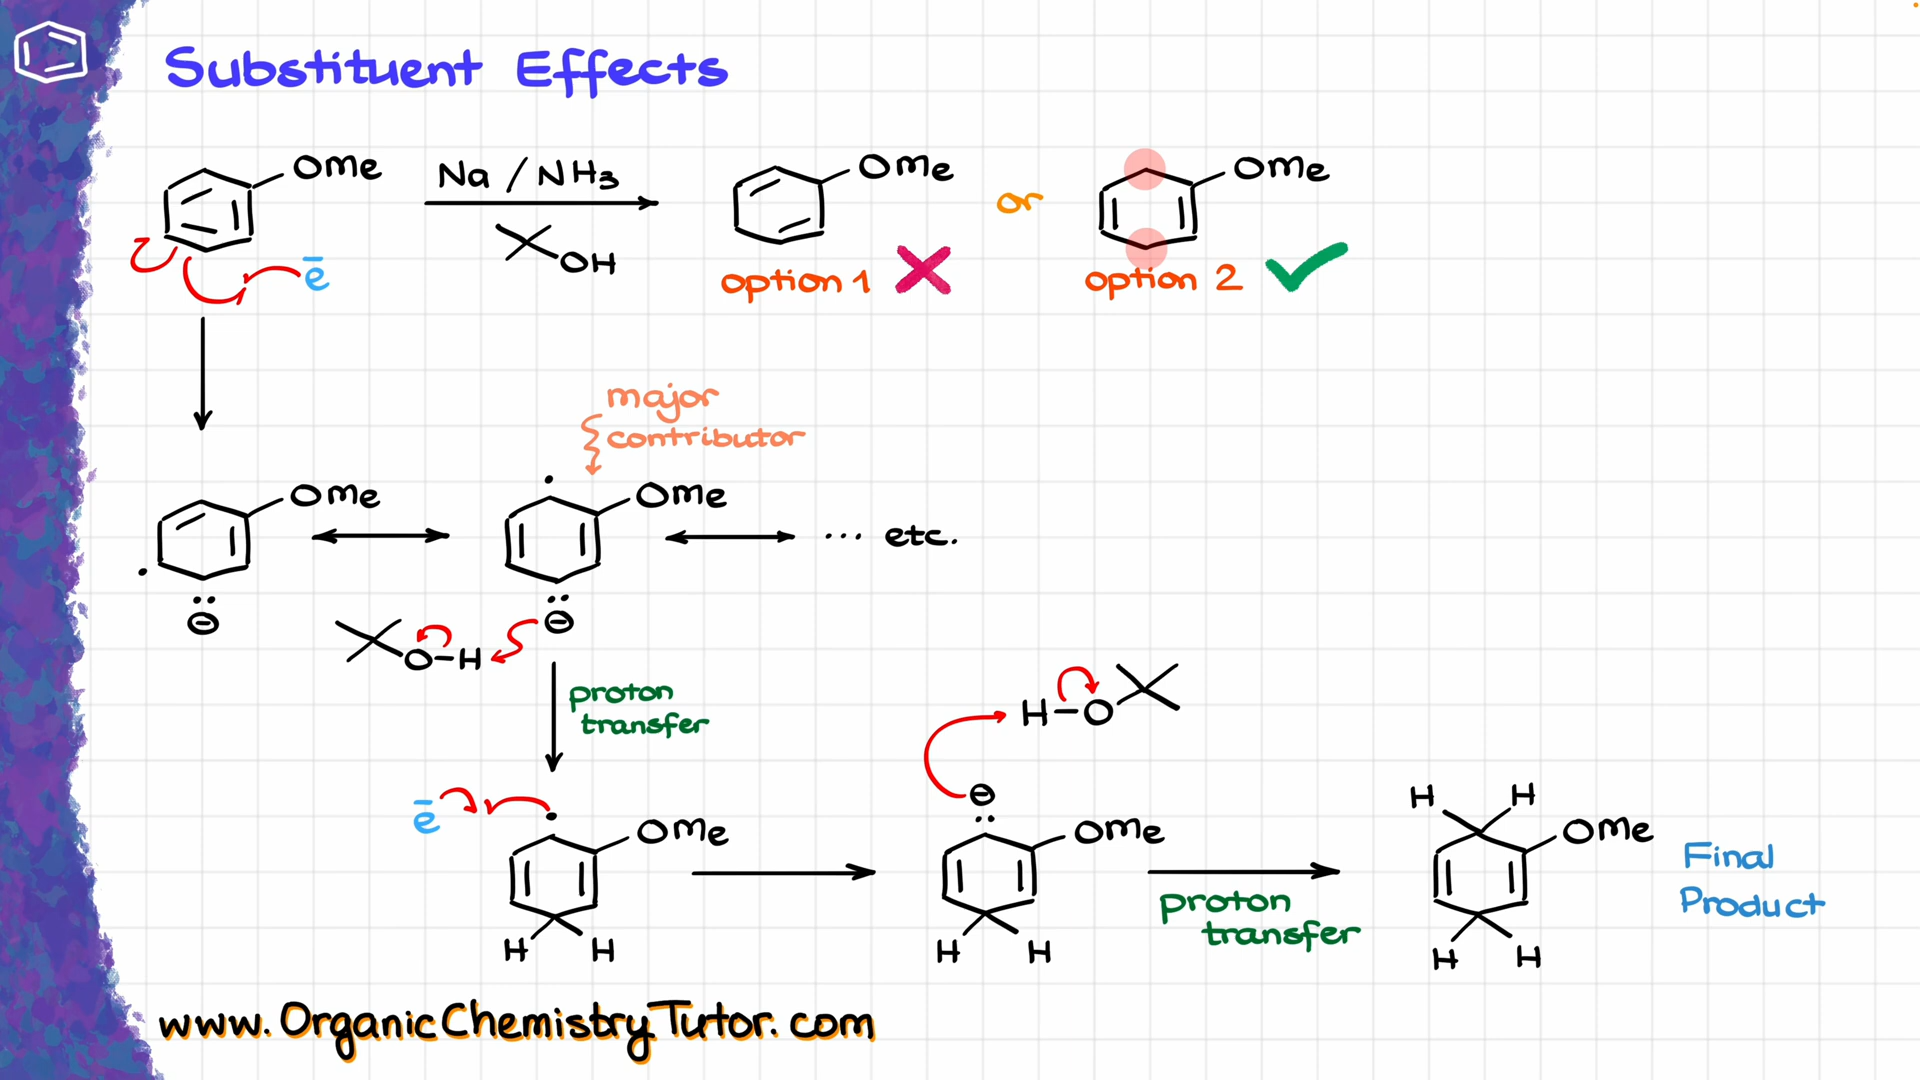 Substituent Effects
OMe
Na / NH3
OH
OMe
option 1
or
OMe
option 2
ē
major
contributor
OMe
OMe
... etc.
⊖
⊖
O-H
proton
transfer
H-O
ē
OMe
H H
⊖
OMe
H H
proton
transfer
H H
OMe
H H
Final
Product
www.OrganicChemistryTutor.com